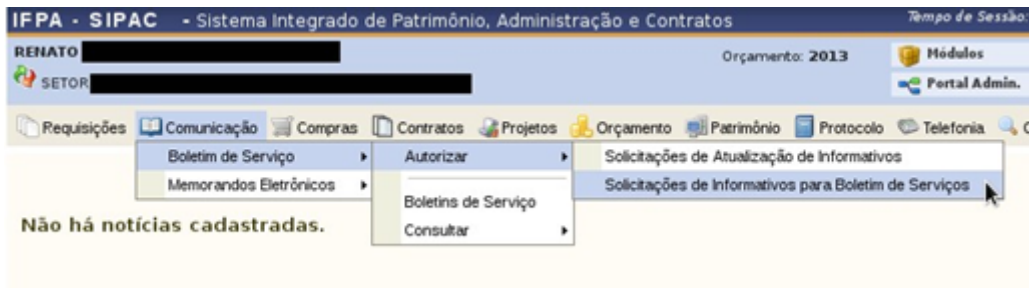 IFPA - SIPAC - Sistema Integrado de Patrimônio, Administração e Contratos Tempo de Sessão:
RENATO Orçamento: 2013 Módulos
SETOR Portal Admin.
Requisições Comunicação Compras Contratos Projetos Orçamento Patrimônio Protocolo Telefonia
Boletim de Serviço Autorizar Solicitações de Atualização de Informativos
Memorandos Eletrônicos Solicitações de Informativos para Boletim de Serviços
Boletins de Serviço
Não há notícias cadastradas. Consultar